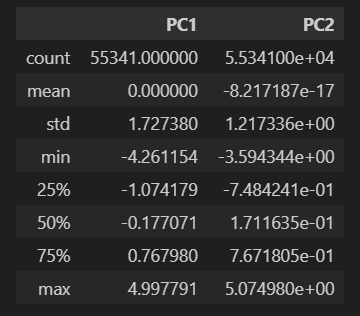 PC1 PC2
count 55341.000000 5.534100e+04
mean 0.000000 -8.217187e-17
std 1.727380 1.217336e+00
min -4.261154 -3.594344e+00
25% -1.074179 -7.484241e-01
50% -0.177071 1.711635e-01
75% 0.767980 7.671805e-01
max 4.997791 5.074980e+00